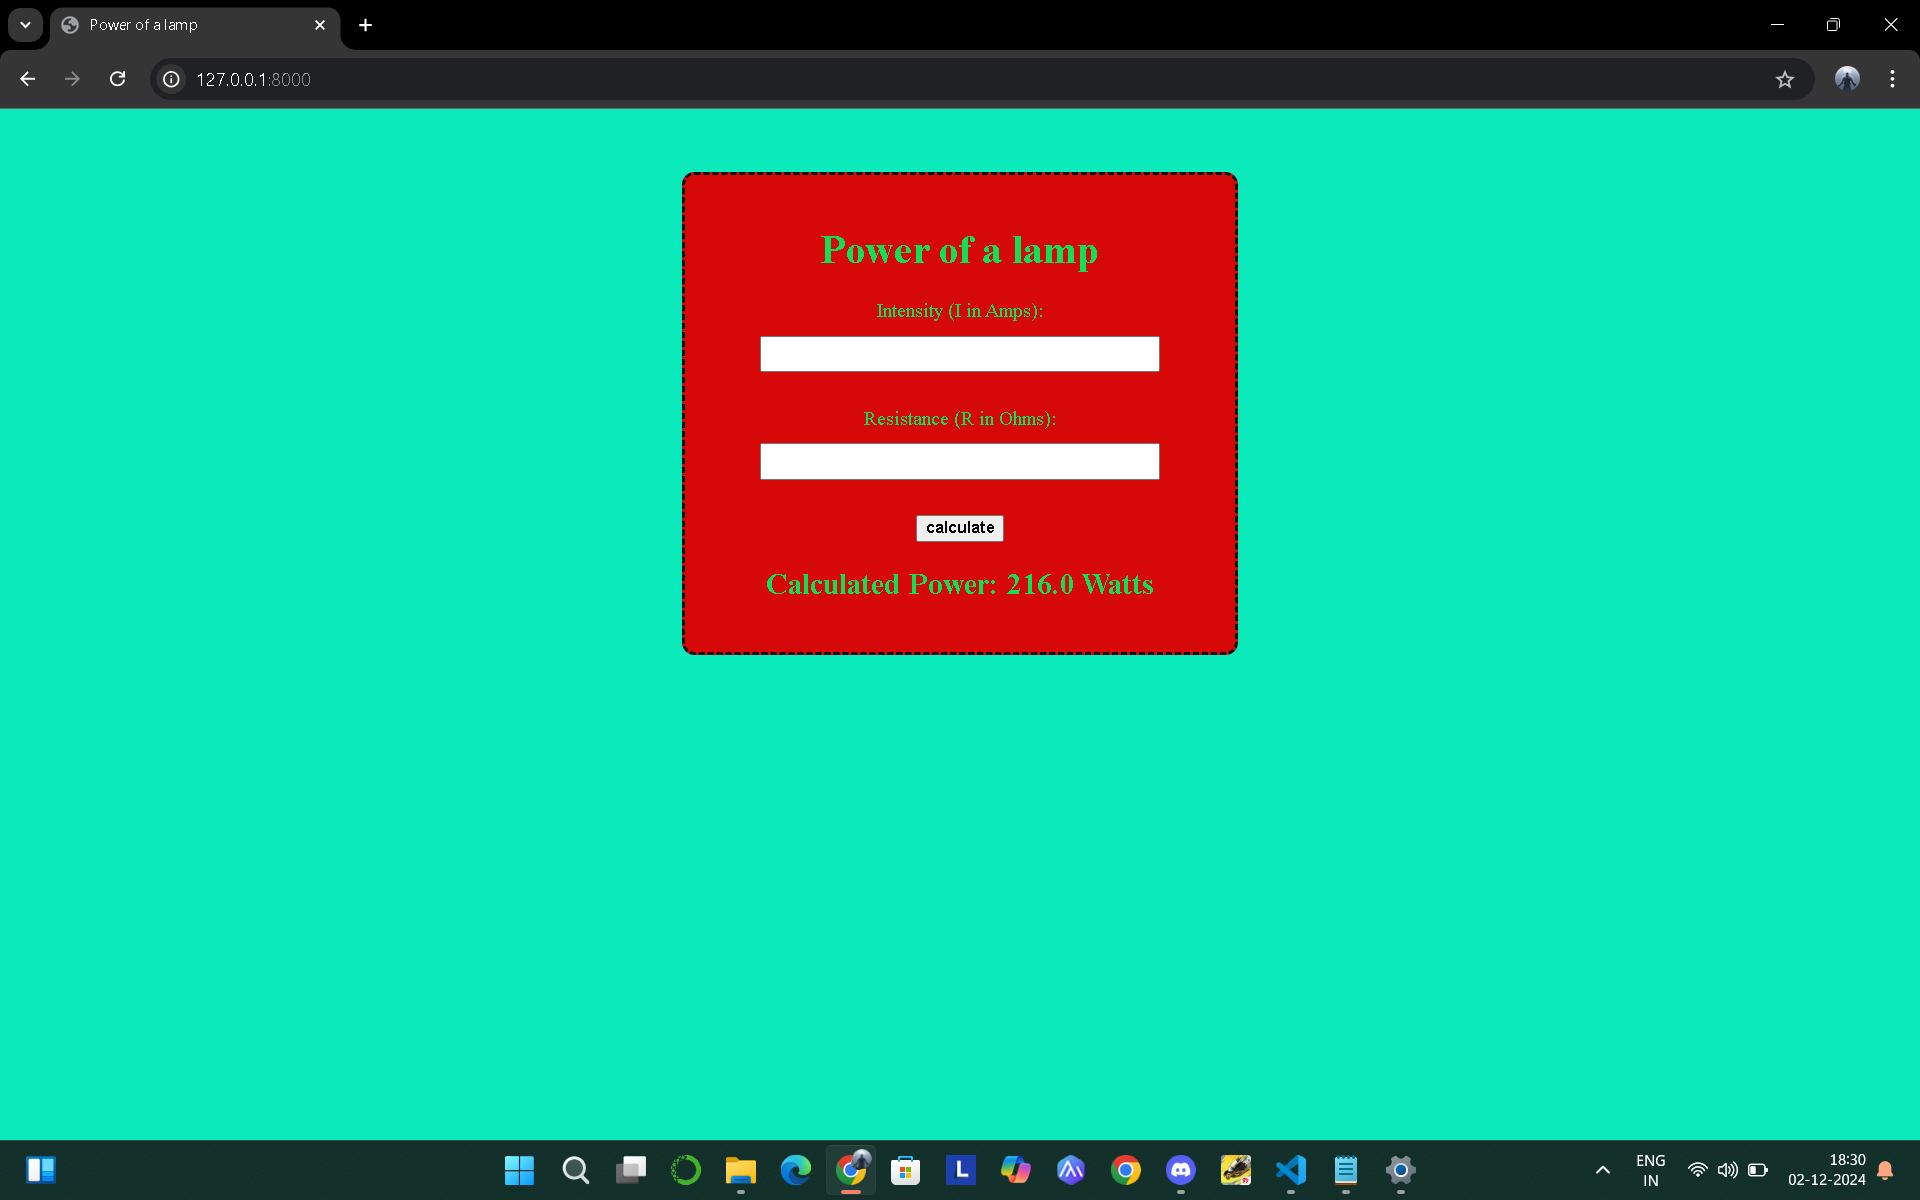 Power of a lamp
127.0.0.1:8000
Power of a lamp
Intensity (I in Amps):
Resistance (R in Ohms):
calculate
Calculated Power: 216.0 Watts
L
ENG
IN
18:30
02-12-2024